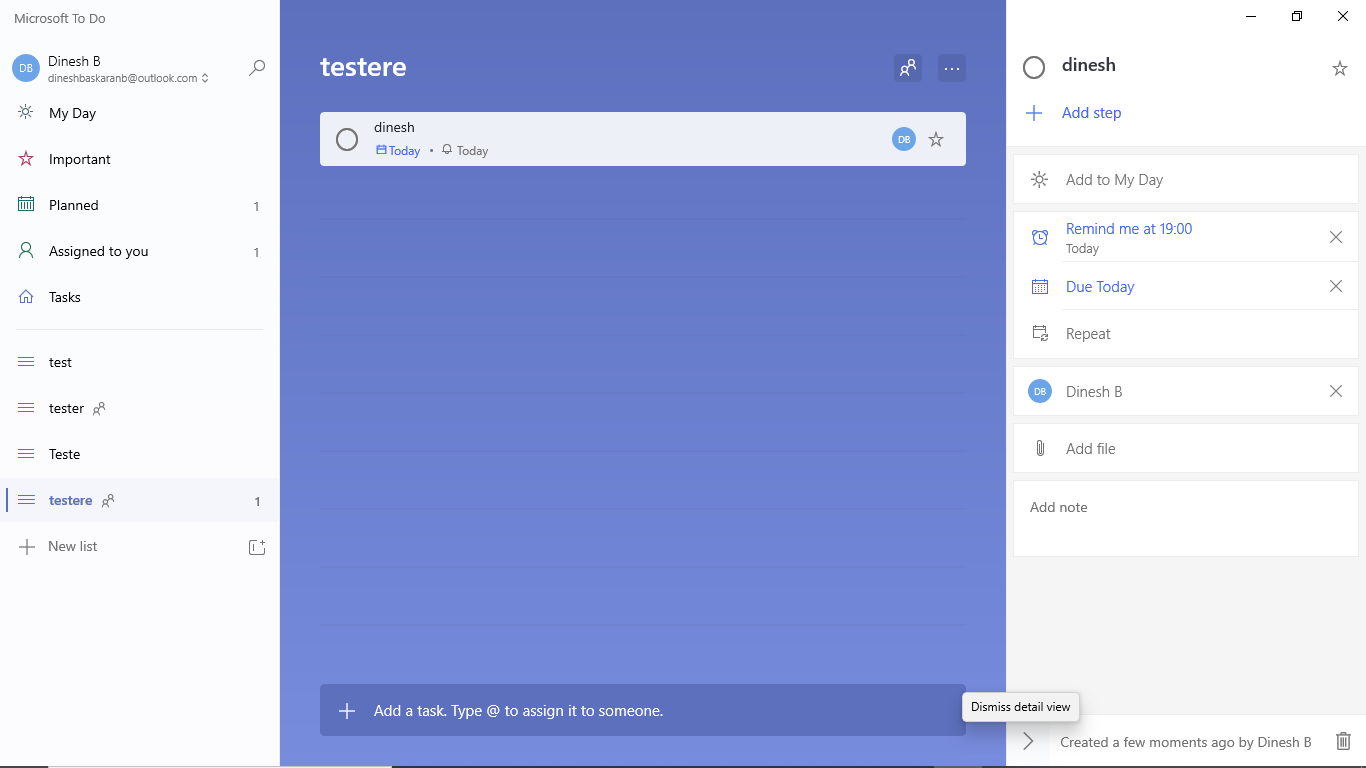 Microsoft To Do
DB
Dinesh B
dineshbaskaranb@outlook.com
My Day
Important
Planned 1
Assigned to you 1
Tasks
test
tester
Teste
testere 1
New list
testere
dinesh
Today • Today
DB
Add a task. Type @ to assign it to someone.
dinesh
Add step
Add to My Day
Remind me at 19:00
Today
Due Today
Repeat
DB Dinesh B
Add file
Add note
Dismiss detail view
Created a few moments ago by Dinesh B